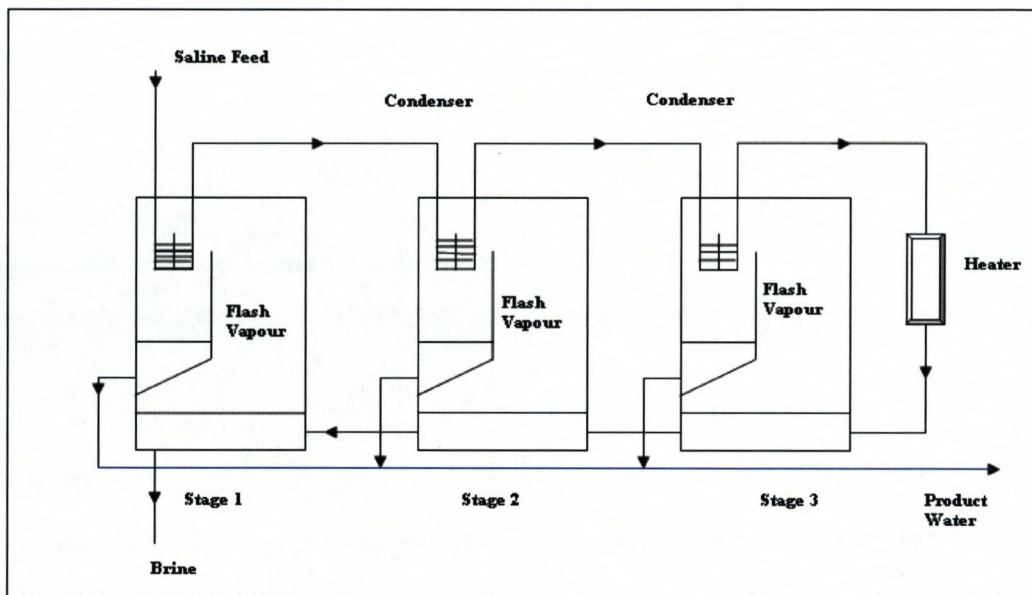 Saline Feed
Condenser
Condenser
Heater
Flash
Vapour
Flash
Vapour
Flash
Vapour
Stage 1
Stage 2
Stage 3
Product
Water
Brine